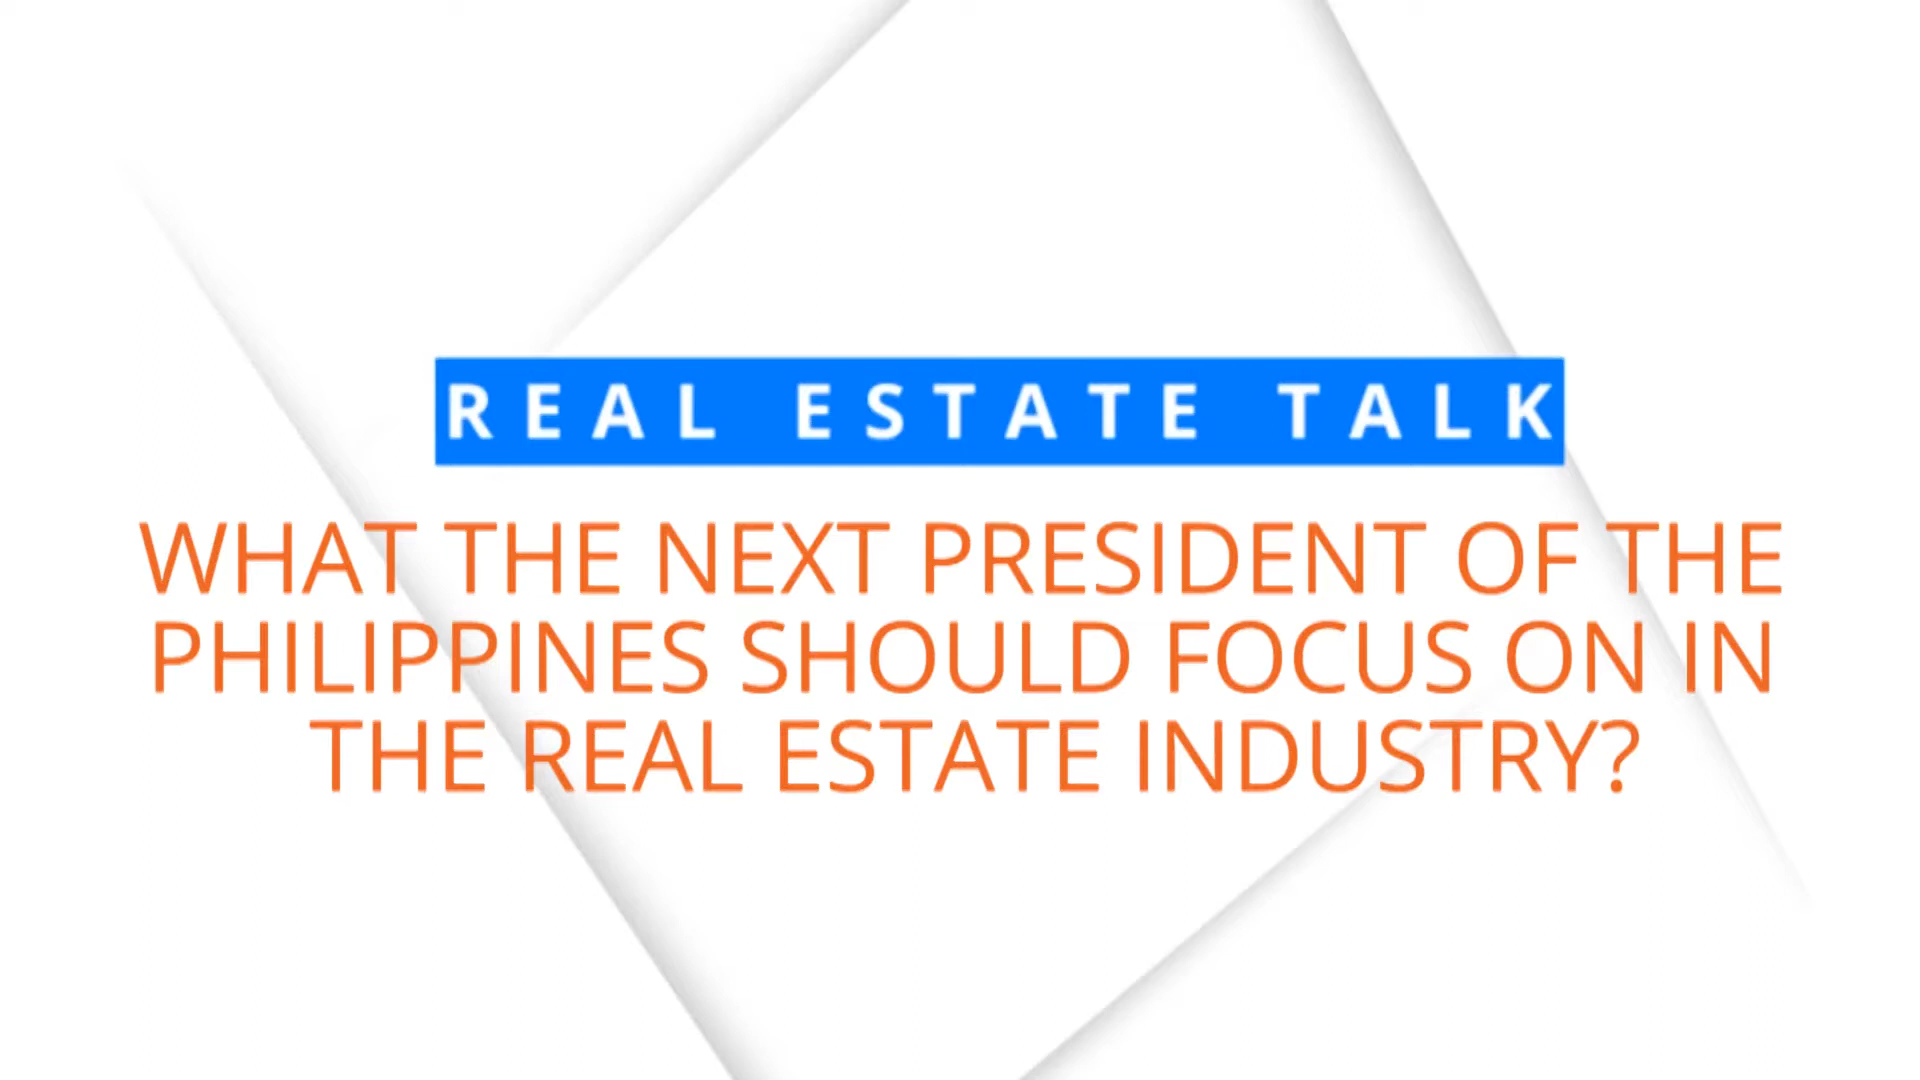 REAL ESTATE TALK
WHAT THE NEXT PRESIDENT OF THE
PHILIPPINES SHOULD FOCUS ON IN
THE REAL ESTATE INDUSTRY?